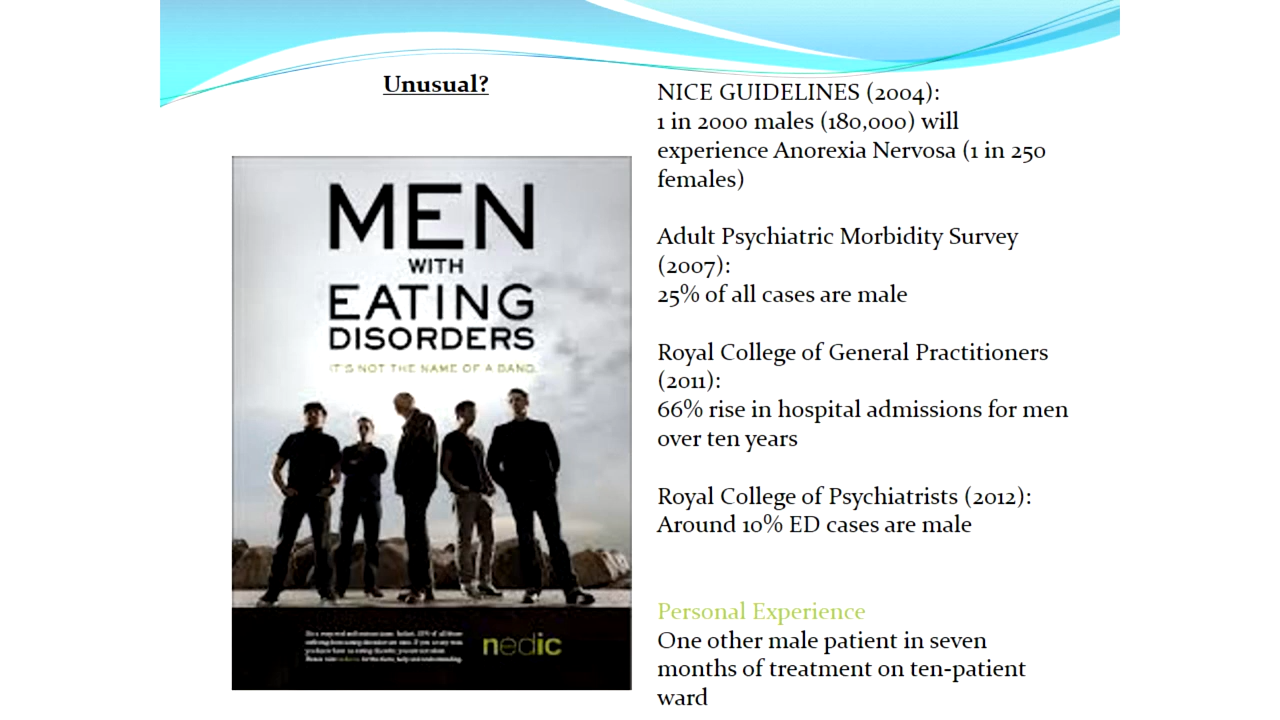 Unusual?
MEN
WITH
EATING
DISORDERS
IT'S NOT THE NAME OF A BAND.
nedic
NICE GUIDELINES (2004):
1 in 2000 males (180,000) will
experience Anorexia Nervosa (1 in 250
females)
Adult Psychiatric Morbidity Survey
(2007):
25% of all cases are male
Royal College of General Practitioners
(2011):
66% rise in hospital admissions for men
over ten years
Royal College of Psychiatrists (2012):
Around 10% ED cases are male
Personal Experience
One other male patient in seven
months of treatment on ten-patient
ward